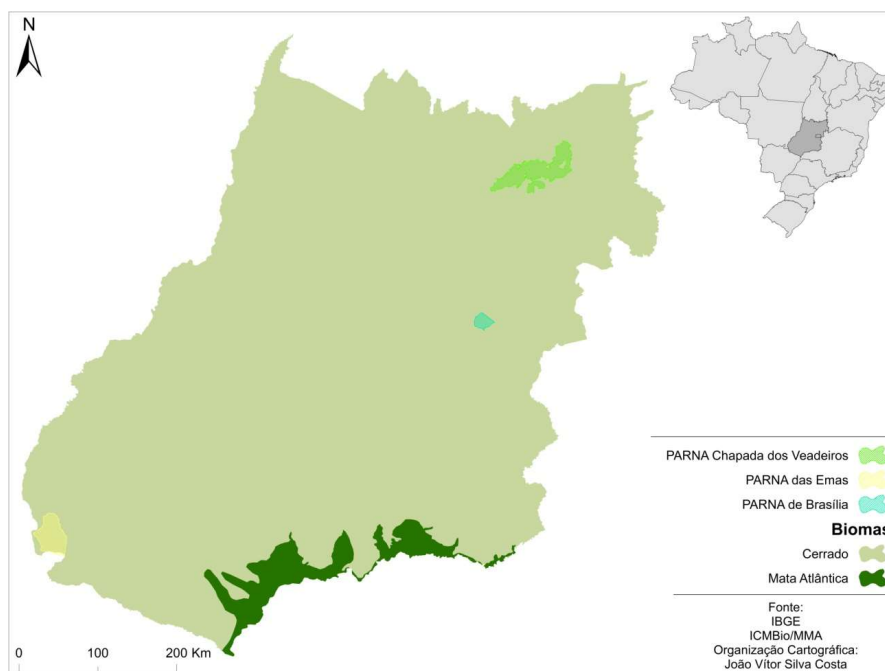 N
PARNA Chapada dos Veadeiros
PARNA das Emas
PARNA de Brasília
Biomas
Cerrado
Mata Atlântica
0 100 200 Km
Fonte:
IBGE
ICMBio/MMA
Organização Cartográfica:
João Vítor Silva Costa